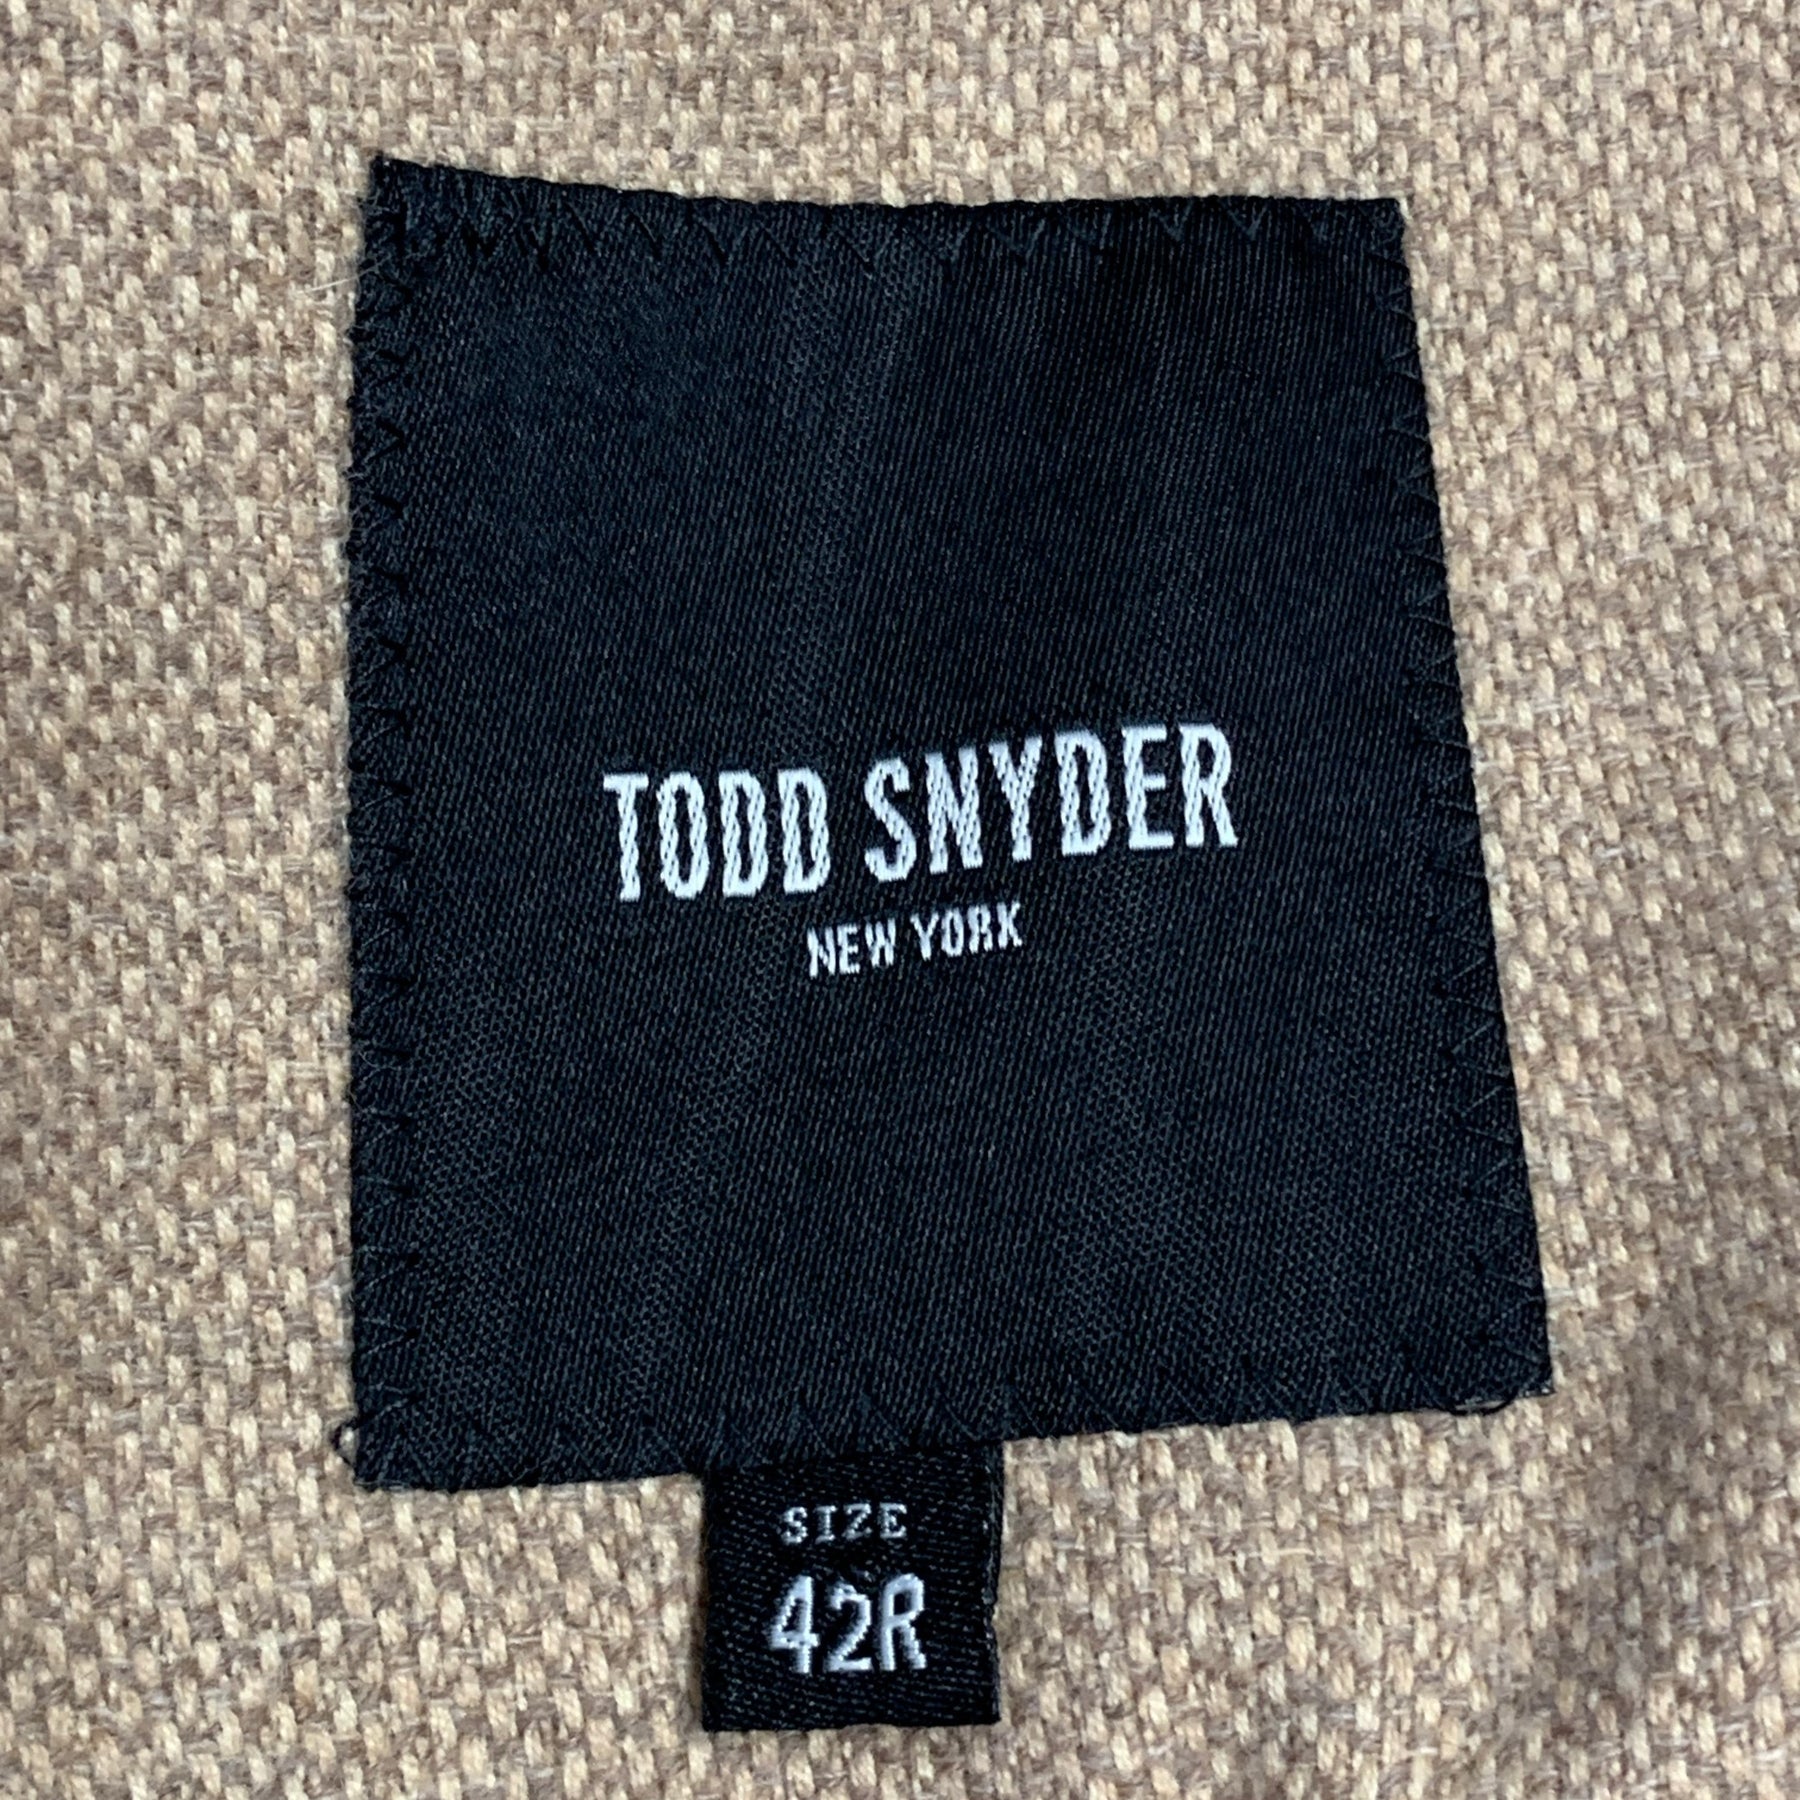 TODD SNYDER
NEW YORK
SIZE
42R